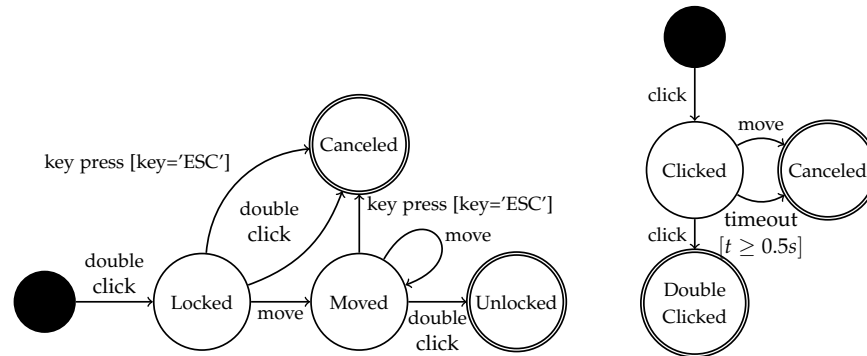 click
move
Canceled
Clicked
Canceled
key press [key='ESC']
double
click
key press [key='ESC']
timeout
click
[t ≥ 0.5s]
move
double
click
Locked
move
Moved
double
click
Unlocked
Double
Clicked